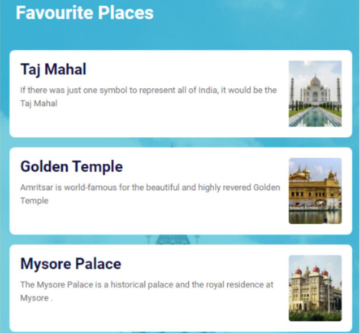 Favourite Places
Taj Mahal
If there was just one symbol to represent all of India, it would be the
Taj Mahal
Golden Temple
Amritsar is world-famous for the beautiful and highly revered Golden
Temple
Mysore Palace
The Mysore Palace is a historical palace and the royal residence at
Mysore .